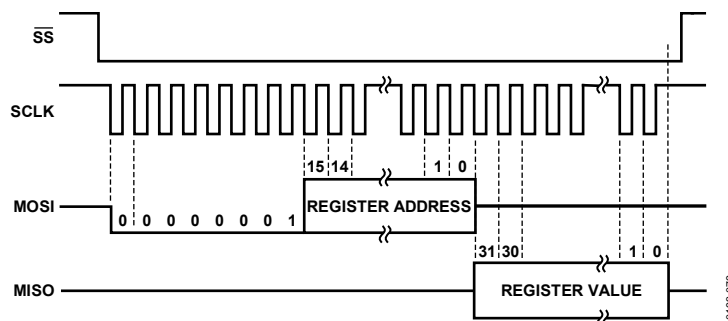 SS
SCLK
15 14 1 0
MOSI 0 0 0 0 0 0 0 1 REGISTER ADDRESS
31 30 1 0
MISO REGISTER VALUE